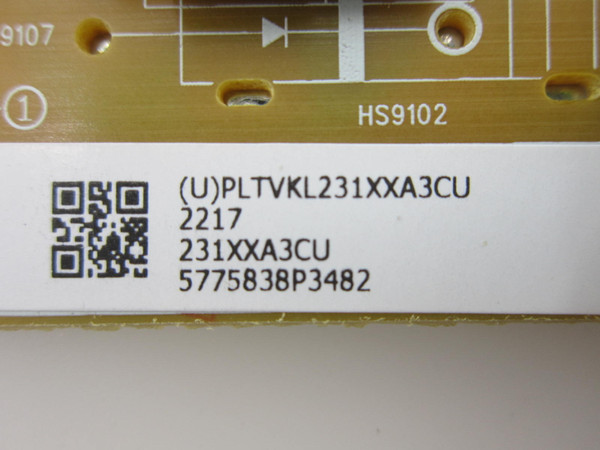 9107
1
HS9102
(U)PLTVKL231XXA3CU
2217
231XXA3CU
5775838P3482